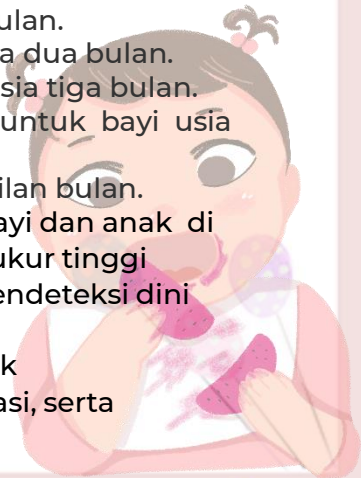 ulan.
a dua bulan.
sia tiga bulan.
untuk bayi usia
ilan bulan.
ayi dan anak di
ukur tinggi
endeteksi dini
k
asi, serta